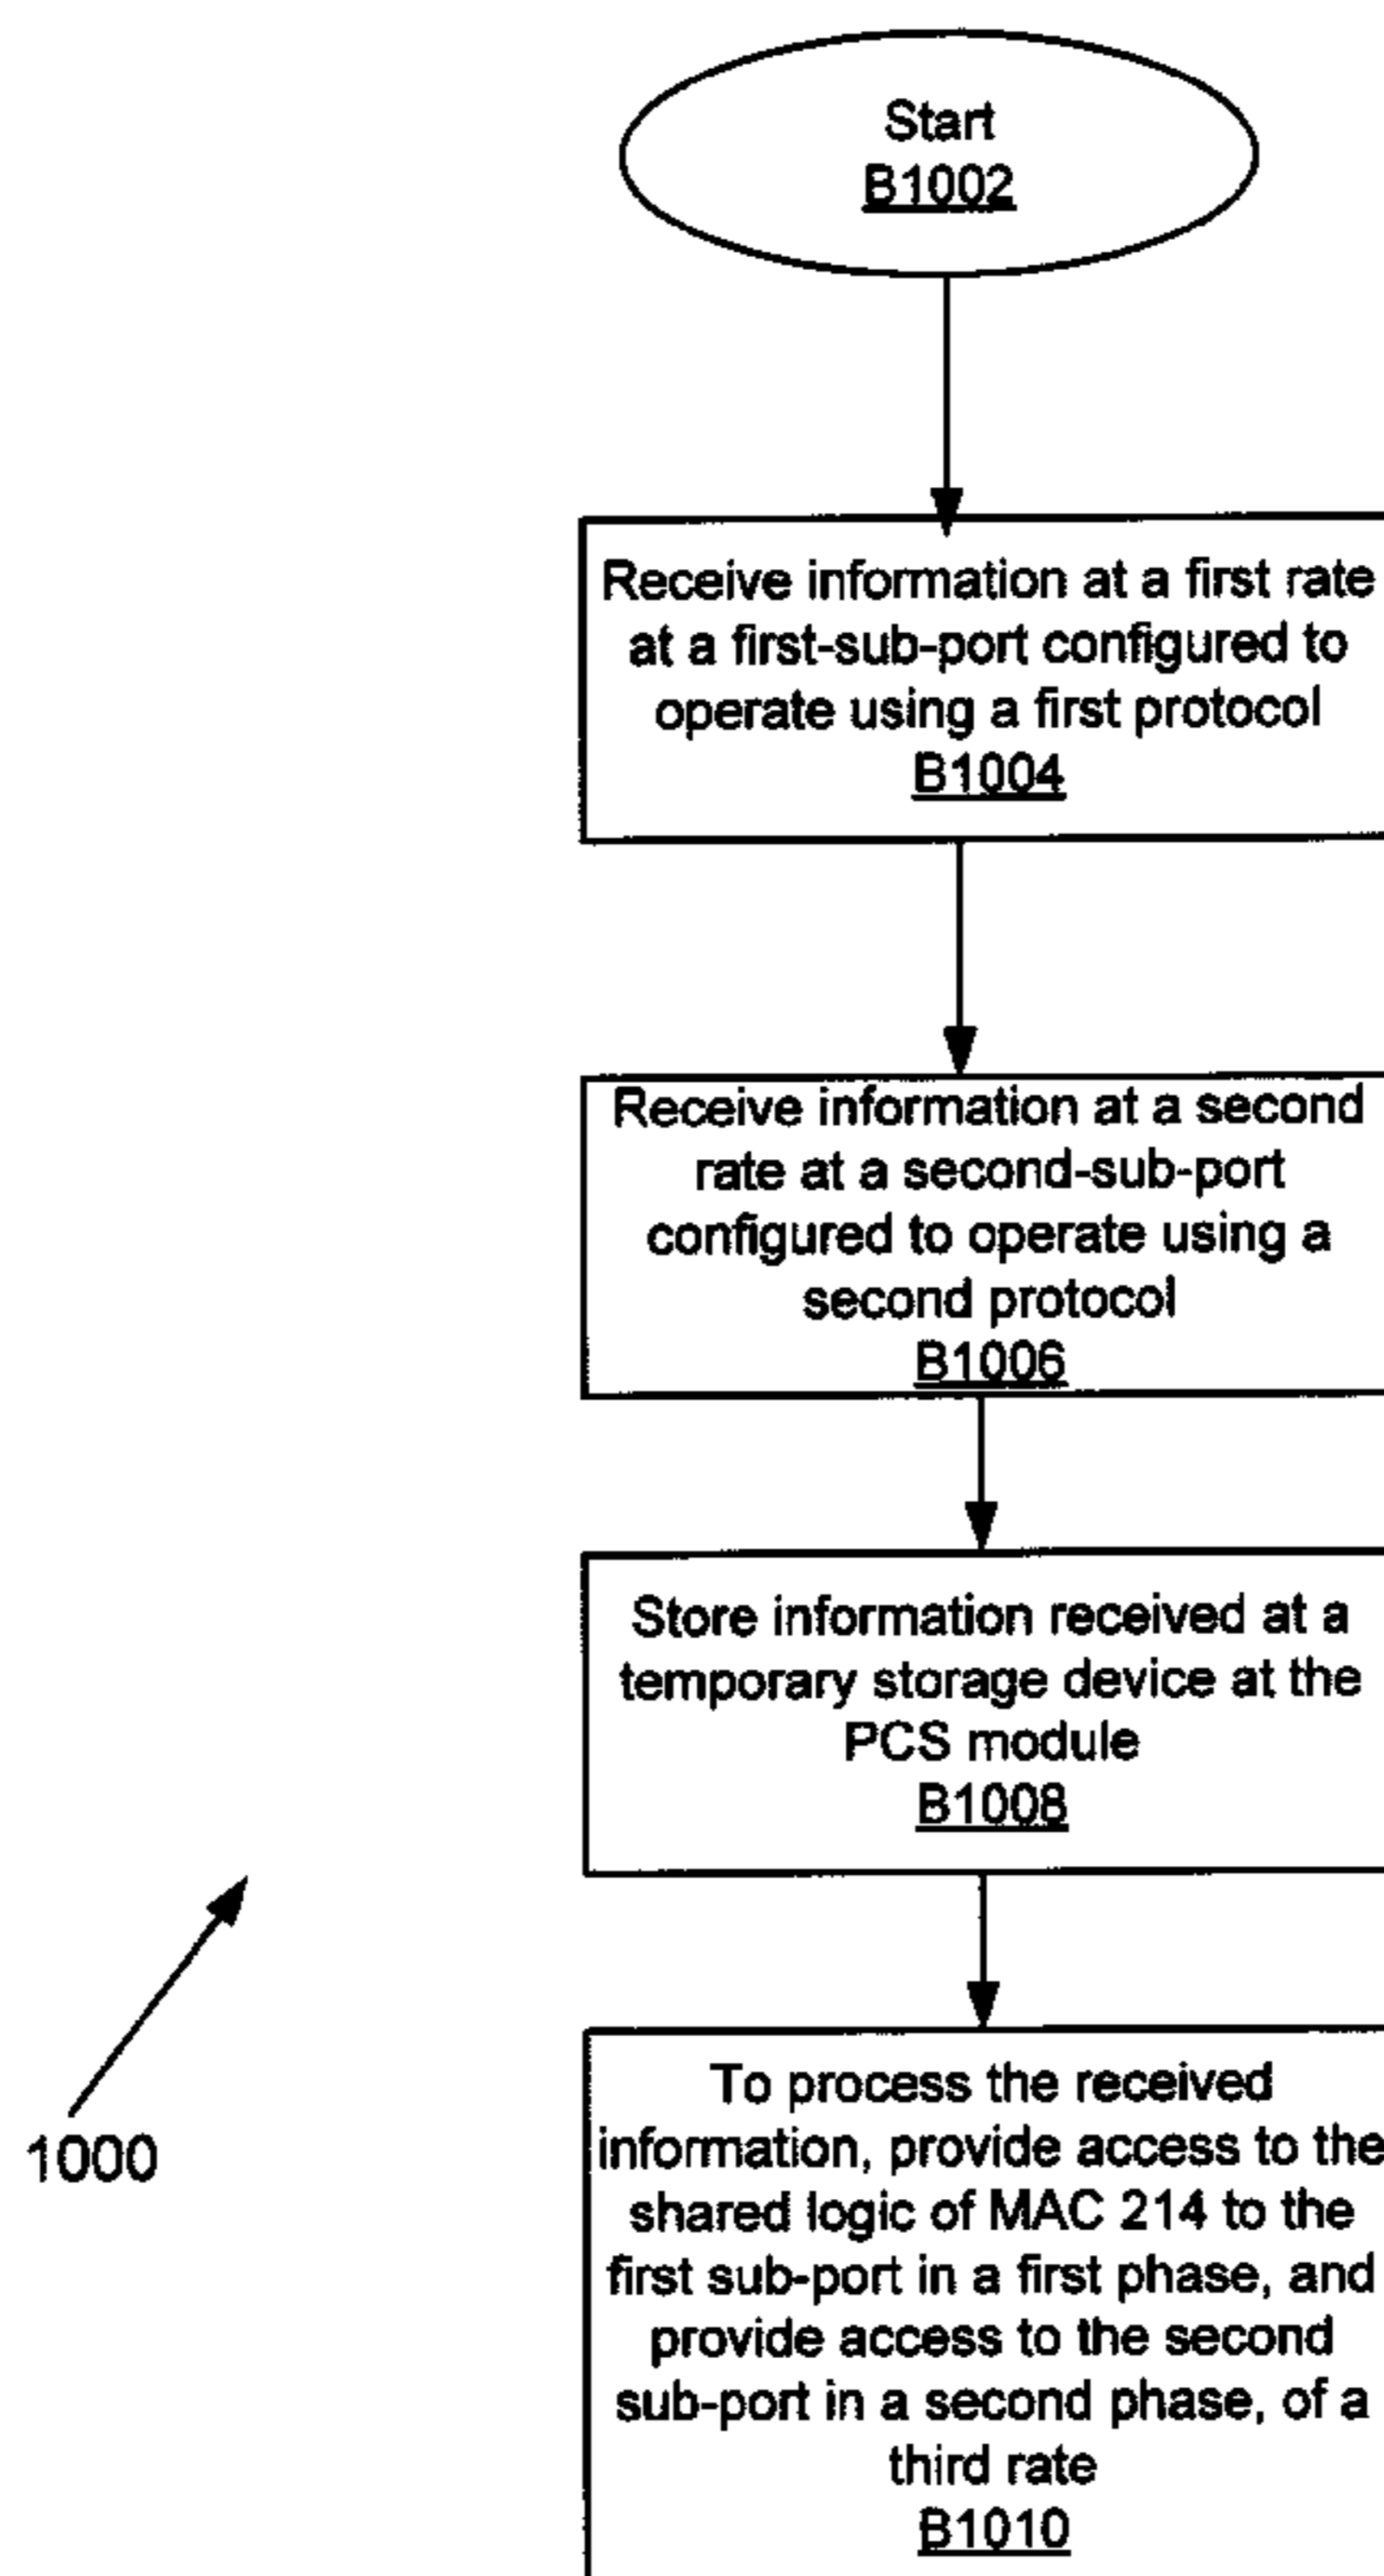 Start
B1002
Receive information at a first rate
at a first-sub-port configured to
operate using a first protocol
B1004
Receive information at a second
rate at a second-sub-port
configured to operate using a
second protocol
B1006
Store information received at a
temporary storage device at the
PCS module
B1008
To process the received
information, provide access to the
shared logic of MAC 214 to the
first sub-port in a first phase, and
provide access to the second
sub-port in a second phase, of a
third rate
B1010
1000